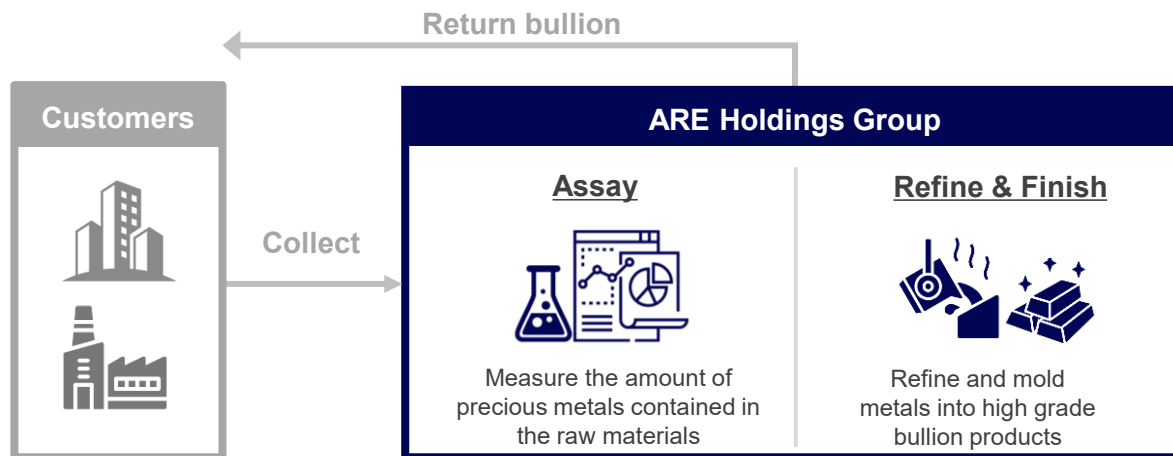 Return bullion
Customers
ARE Holdings Group
Collect
Assay
Measure the amount of
precious metals contained in
the raw materials
Refine & Finish
Refine and mold
metals into high grade
bullion products